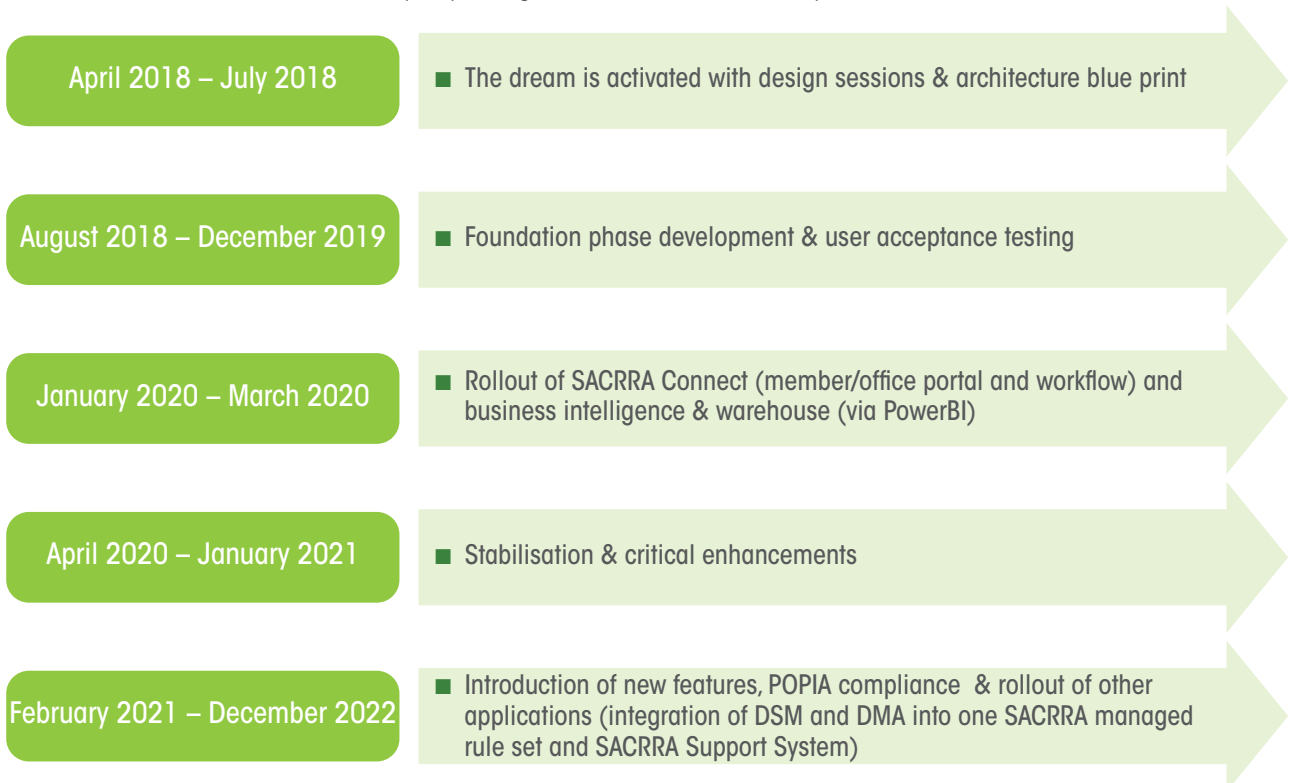 April 2018 – July 2018
■ The dream is activated with design sessions & architecture blue print
August 2018 – December 2019
■ Foundation phase development & user acceptance testing
January 2020 – March 2020
■ Rollout of SACRRA Connect (member/office portal and workflow) and
business intelligence & warehouse (via PowerBI)
April 2020 – January 2021
■ Stabilisation & critical enhancements
February 2021 – December 2022
■ Introduction of new features, POPIA compliance & rollout of other
applications (integration of DSM and DMA into one SACRRA managed
rule set and SACRRA Support System)